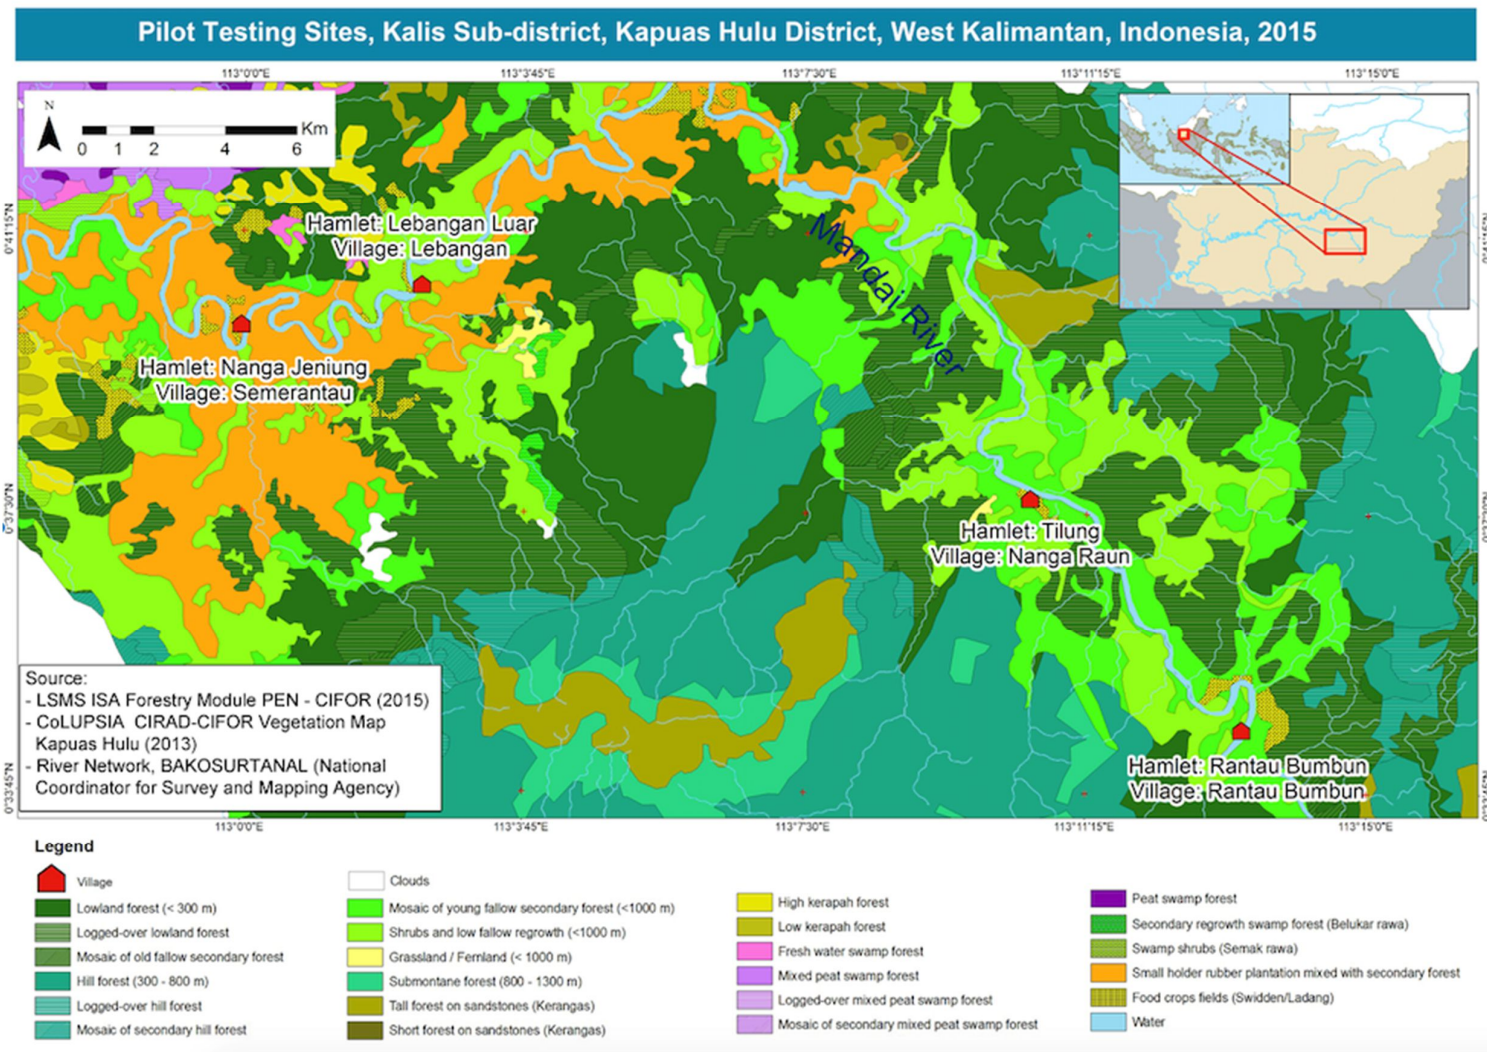 Pilot Testing Sites, Kalis Sub-district, Kapuas Hulu District, West Kalimantan, Indonesia, 2015
113°0'0"E 113°3'45"E 113°7'30"E 113°11'15"E 113°15'0"E
N
Km
0 1 2 4 6
0°41'15"N
0°37'30"N
0°33'45"N
Hamlet: Lebangan Luar
Village: Lebangan
Mandai River
Hamlet: Nanga Jeniung
Village: Semerantau
Hamlet: Tilung
Village: Nanga Raun
Hamlet: Rantau Bumbun
Village: Rantau Bumbun
Source:
- LSMS ISA Forestry Module PEN - CIFOR (2015)
- CoLUPSIA CIRAD-CIFOR Vegetation Map
Kapuas Hulu (2013)
- River Network, BAKOSURTANAL (National
Coordinator for Survey and Mapping Agency)
113°0'0"E 113°3'45"E 113°7'30"E 113°11'15"E 113°15'0"E
Legend
Village
Lowland forest (< 300 m)
Logged-over lowland forest
Mosaic of old fallow secondary forest
Hill forest (300 - 800 m)
Logged-over hill forest
Mosaic of secondary hill forest
Clouds
Mosaic of young fallow secondary forest (<1000 m)
Shrubs and low fallow regrowth (<1000 m)
Grassland / Fernland (< 1000 m)
Submontane forest (800 - 1300 m)
Tall forest on sandstones (Kerangas)
Short forest on sandstones (Kerangas)
High kerapah forest
Low kerapah forest
Fresh water swamp forest
Mixed peat swamp forest
Logged-over mixed peat swamp forest
Mosaic of secondary mixed peat swamp forest
Peat swamp forest
Secondary regrowth swamp forest (Belukar rawa)
Swamp shrubs (Semak rawa)
Small holder rubber plantation mixed with secondary forest
Food crops fields (Swidden/Ladang)
Water